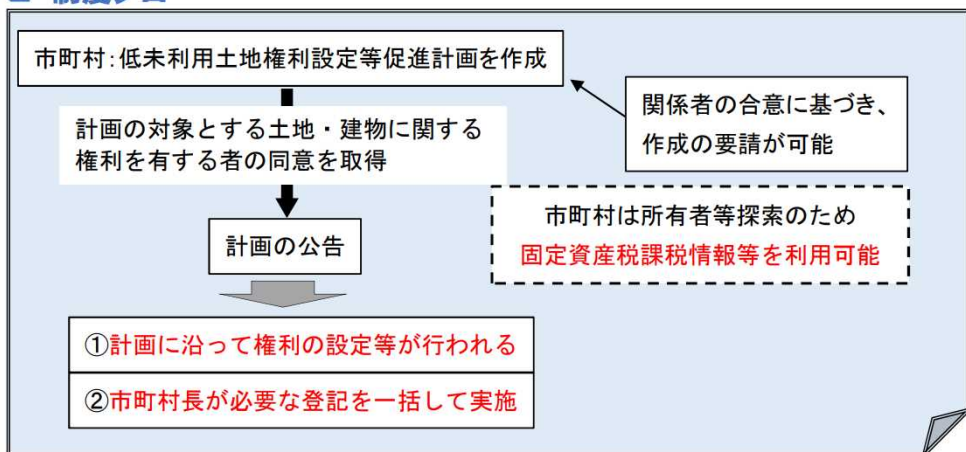 市町村：低未利用土地権利設定等促進計画を作成
関係者の合意に基づき、
作成の要請が可能
計画の対象とする土地・建物に関する
権利を有する者の同意を取得
市町村は所有者等探索のため
固定資産税課税情報等を利用可能
計画の公告
①計画に沿って権利の設定等が行われる
②市町村長が必要な登記を一括して実施